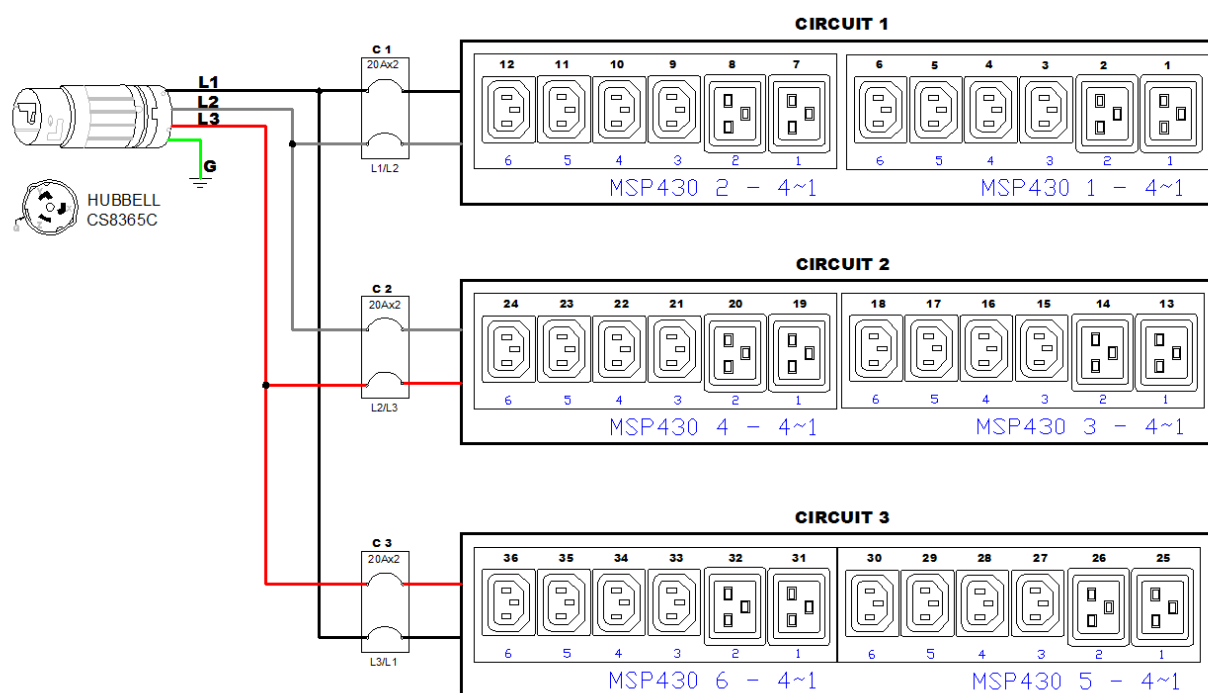 CIRCUIT 1
C 1
20Ax2
L1/L2
L1
L2
L3
G
HUBBELL
CS8365C
12 11 10 9 8 7 6 5 4 3 2 1
6 5 4 3 2 1 6 5 4 3 2 1
MSP430 2 - 4~1 MSP430 1 - 4~1
CIRCUIT 2
C 2
20Ax2
L2/L3
24 23 22 21 20 19 18 17 16 15 14 13
6 5 4 3 2 1 6 5 4 3 2 1
MSP430 4 - 4~1 MSP430 3 - 4~1
CIRCUIT 3
C 3
20Ax2
L3/L1
36 35 34 33 32 31 30 29 28 27 26 25
6 5 4 3 2 1 6 5 4 3 2 1
MSP430 6 - 4~1 MSP430 5 - 4~1